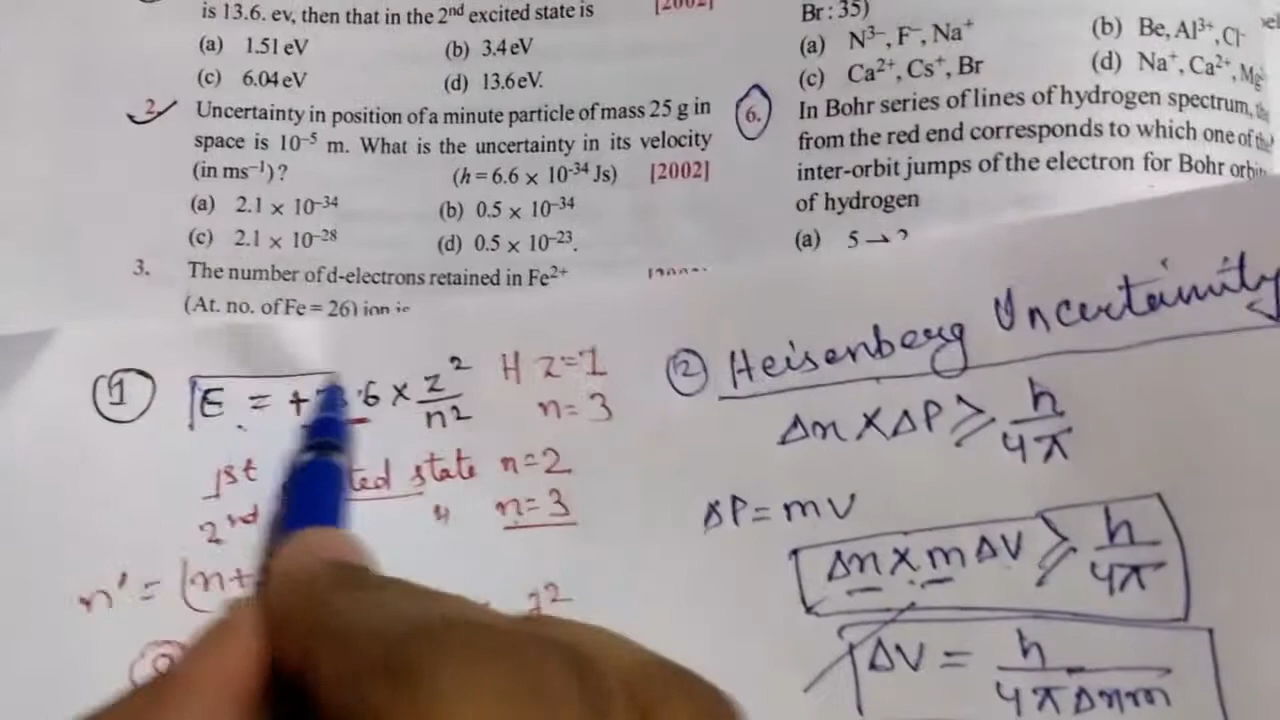 is 13.6. ev, then that in the 2nd excited state is
[2002]
(a) 1.51 eV (b) 3.4 eV
(c) 6.04 eV (d) 13.6 eV.
2. Uncertainty in position of a minute particle of mass 25 g in
space is 10–5 m. What is the uncertainty in its velocity
(in ms–1)? (h = 6.6 × 10-34 Js) [2002]
(a) 2.1 × 10–34 (b) 0.5 × 10–34
(c) 2.1 × 10–28 (d) 0.5 × 10–23.
3. The number of d-electrons retained in Fe2+
(At. no. of Fe = 26) ion is
Br : 35)
(a) N3–, F–, Na+ (b) Be, Al3+, Cl–
(c) Ca2+, Cs+, Br (d) Na+, Ca2+, Mg
6. In Bohr series of lines of hydrogen spectrum,
from the red end corresponds to which one of
inter-orbit jumps of the electron for Bohr
of hydrogen
(a) 5 →
① E = + .6 × z2/n2 H z=1
n=3
1st ted state n=2
2nd " n=3
n' = (n+
② Heisenberg Uncertainity
Δn × ΔP ≥ h/4π
ΔP = mv
Δn × m ΔV ≥ h/4π
ΔV = h/4πΔnm